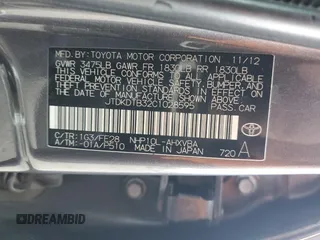 MFD. BY: TOYOTA MOTOR CORPORATION 11/12
GVWR 3475LB GAWR FR 1830LB RR 1830LB
THIS VEHICLE CONFORMS TO ALL APPLICABLE
FEDERAL MOTOR VEHICLE SAFETY, BUMPER, AND
THEFT PREVENTION STANDARDS IN EFFECT ON
THE DATE OF MANUFACTURE SHOWN ABOVE.
PASS.CAR
C/TR: 1G3/FE28 NHP10L-AHXVBA
A/TM: -01A/P510 MADE IN JAPAN
TOYOTA
720 A
DREAMBID